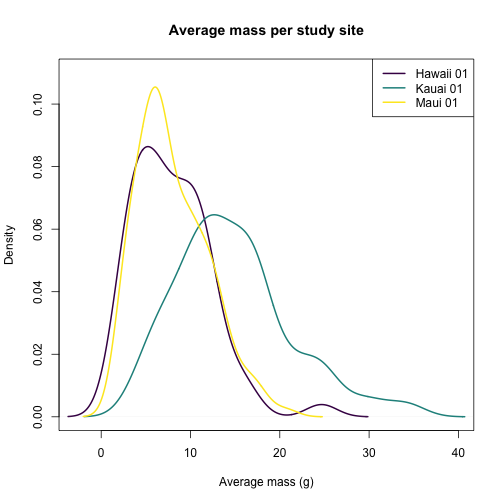 Average mass per study site
Hawaii 01
Kauai 01
Maui 01
Density
0.00
0.02
0.04
0.06
0.08
0.10
0
10
20
30
40
Average mass (g)